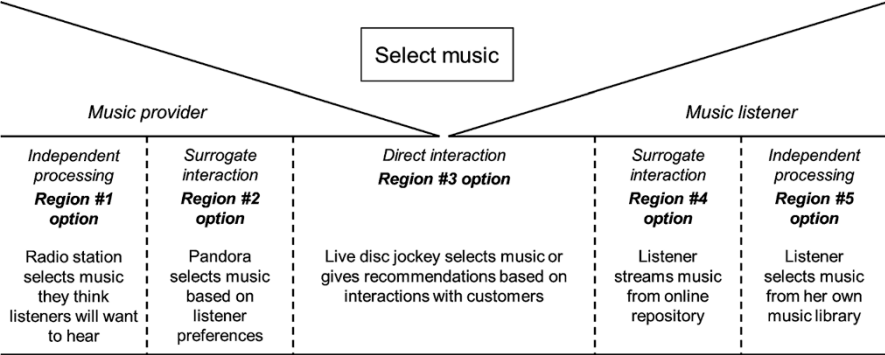 Select music
Music provider
Music listener
Independent
processing
Region #1
option
Radio station
selects music
they think
listeners will want
to hear
Surrogate
interaction
Region #2
option
Pandora
selects music
based on
listener
preferences
Direct interaction
Region #3 option
Live disc jockey selects music or
gives recommendations based on
interactions with customers
Surrogate
interaction
Region #4
option
Listener
streams music
from online
repository
Independent
processing
Region #5
option
Listener
selects music
from her own
music library